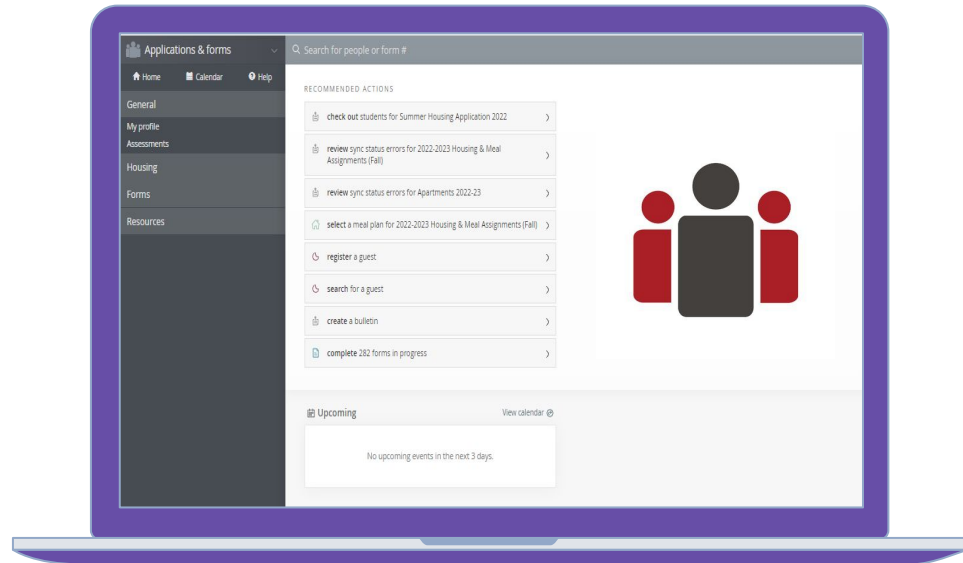 Applications & forms
Search for people or form #
Home Calendar Help
General
My profile
Assessments
Housing
Forms
Resources
RECOMMENDED ACTIONS
check out students for Summer Housing Application 2022
review sync status errors for 2022-2023 Housing & Meal
Assignments (Fall)
review sync status errors for Apartments 2022-23
select a meal plan for 2022-2023 Housing & Meal Assignments (Fall)
register a guest
search for a guest
create a bulletin
complete 282 forms in progress
Upcoming
View calendar
No upcoming events in the next 3 days.